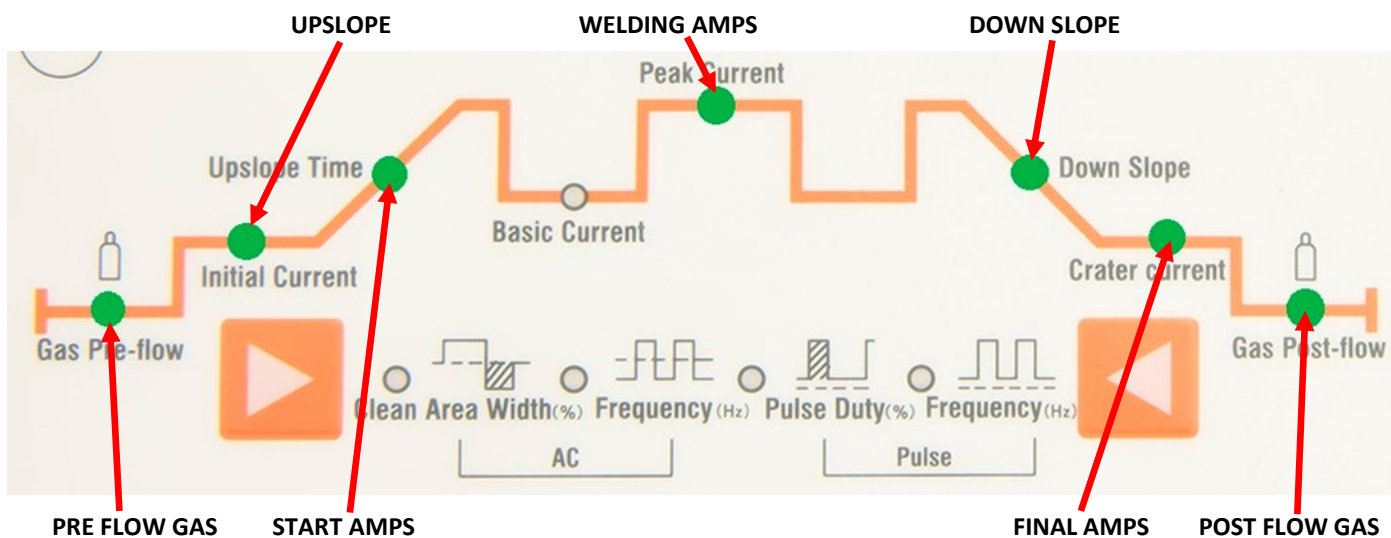 UPSLOPE
WELDING AMPS
DOWN SLOPE
Peak Current
Upslope Time
Down Slope
Basic Current
Initial Current
Crater current
Gas Pre-flow
Gas Post-flow
Clean Area Width(%) Frequency(Hz) Pulse Duty(%) Frequency(Hz)
AC
Pulse
PRE FLOW GAS
START AMPS
FINAL AMPS
POST FLOW GAS